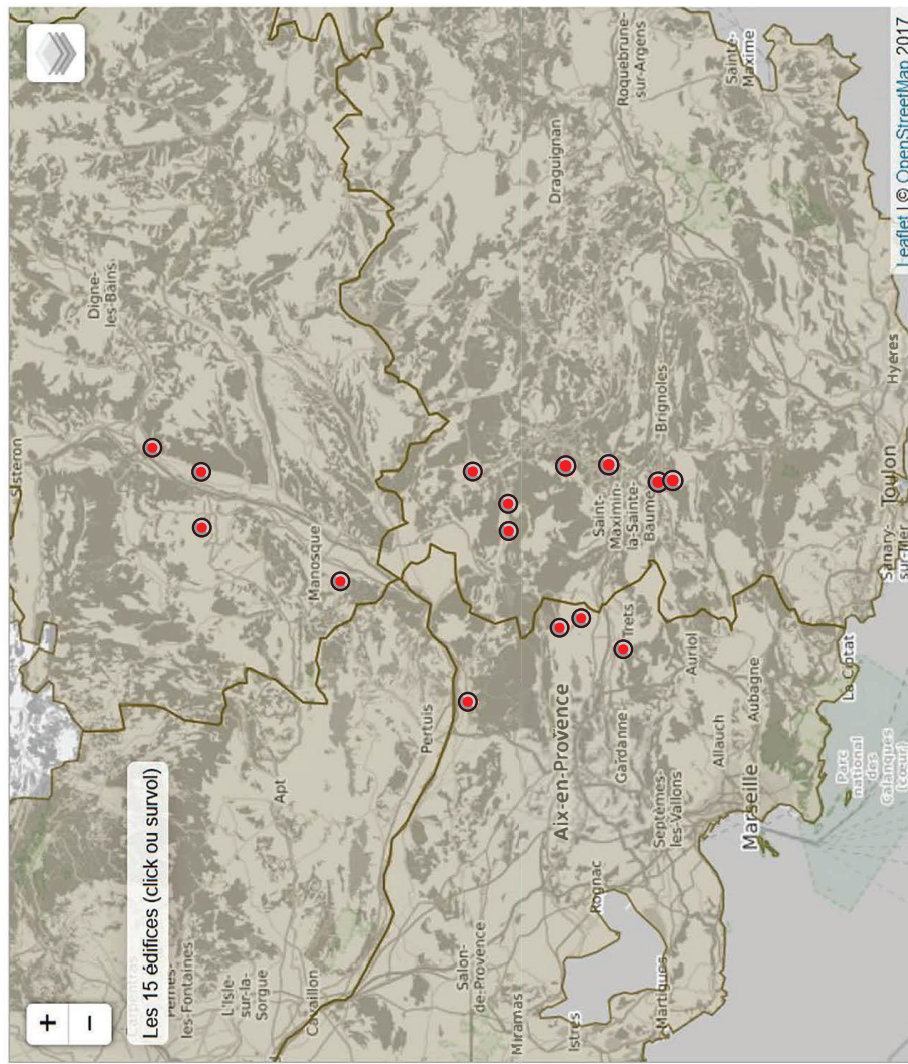 +
−
Les 15 édifices (click ou survol)
Carpentras
Pernes-
les-Fontaines
L'Isle-
sur-la-
Sorgue
Cavaillon
Apt
Sisteron
Digne-
les-Bains
Manosque
Pertuis
Salon-
de-Provence
Miramas
Istres
Martigues
Rognac
Aix-en-Provence
Gardanne
Septèmes-
les-Vallons
Trets
Auriol
Allauch
Aubagne
Marseille
La Ciotat
Parc
national
des
Calanques
(cœur)
Saint-
Maximin-
la-Sainte-
Baume
Brignoles
Draguignan
Roquebrune-
sur-Argens
Sainte-
Maxime
Sanary-
sur-Mer
Toulon
Hyères
Leaflet | © OpenStreetMap 2017